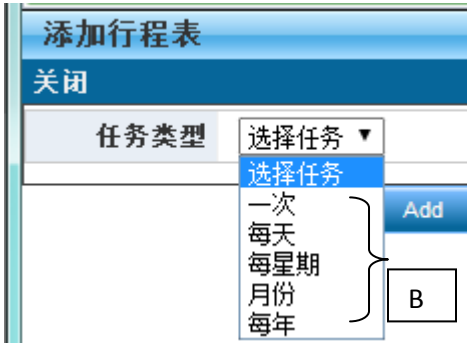 添加行程表
关闭
任务类型 选择任务 ▼
选择任务
一次
每天
每星期
月份
每年
Add
B